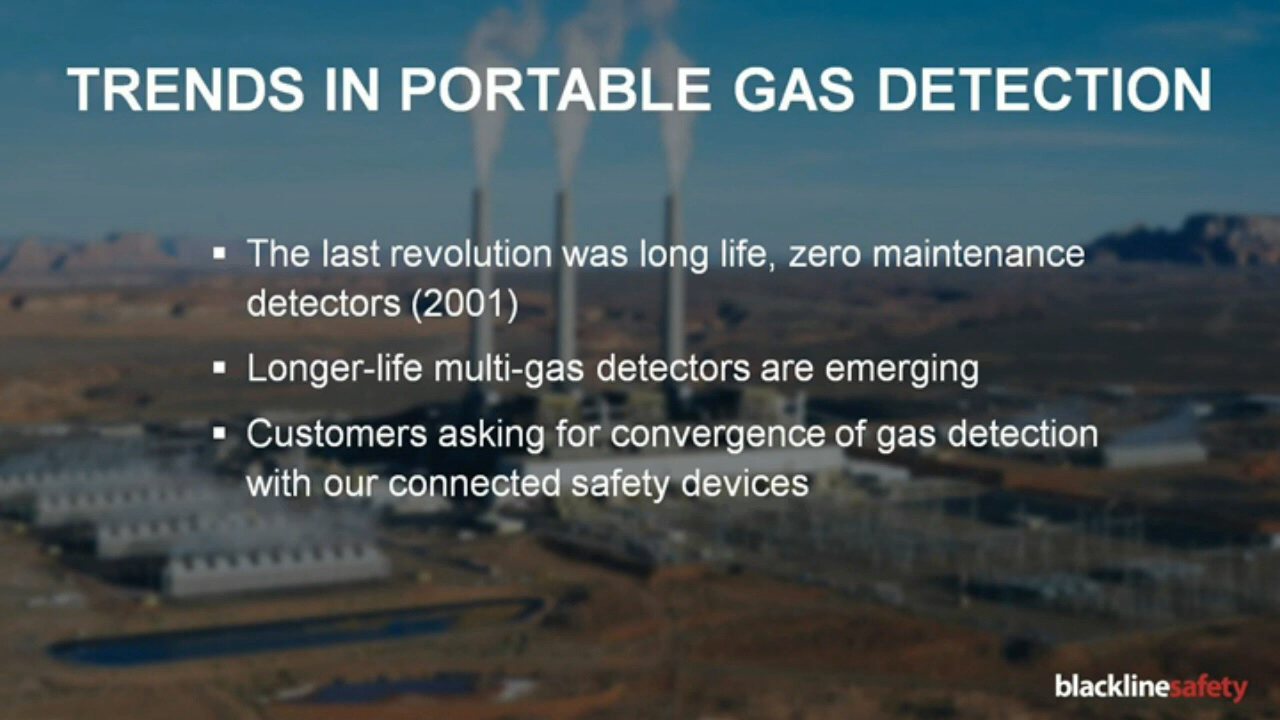 TRENDS IN PORTABLE GAS DETECTION
▪ The last revolution was long life, zero maintenance
detectors (2001)
▪ Longer-life multi-gas detectors are emerging
▪ Customers asking for convergence of gas detection
with our connected safety devices
blacklinesafety